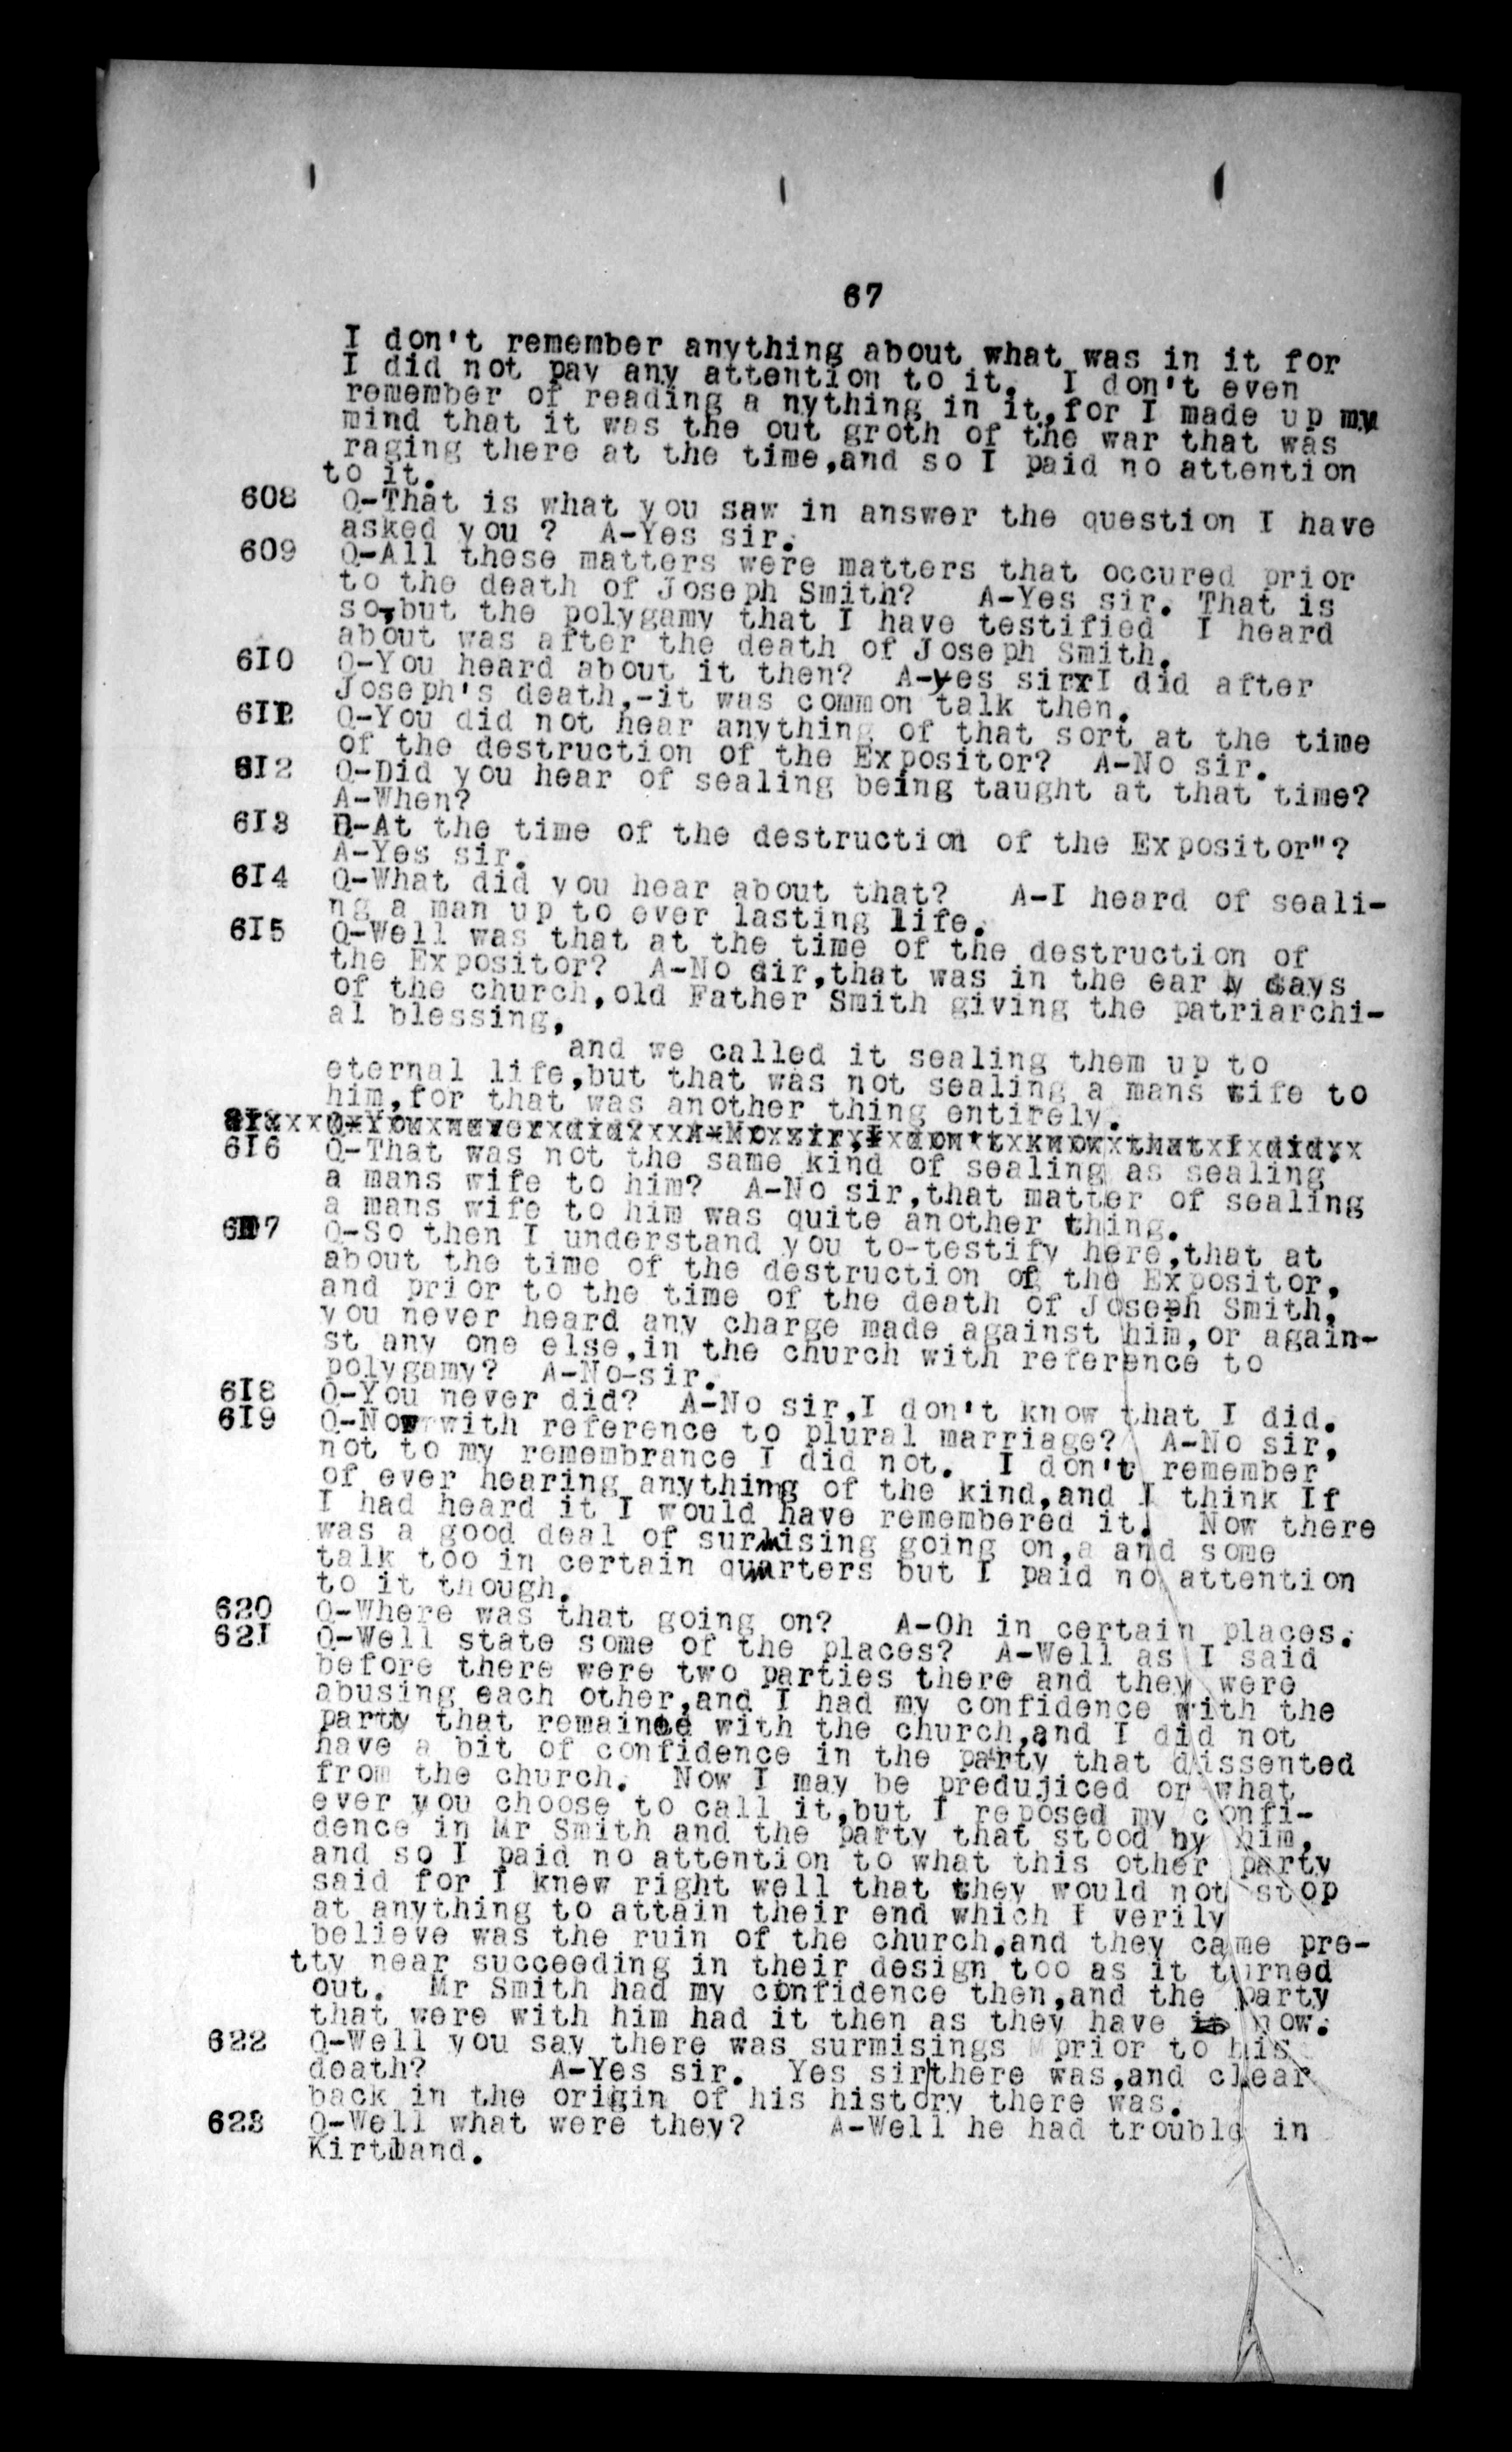 67
I don't remember anything about what was in it for
I did not pay any attention to it. I don't even
remember of reading a nything in it,for I made up my
mind that it was the out groth of the war that was
raging there at the time,and so I paid no attention
to it.
608 Q-That is what you saw in answer the question I have
asked you ? A-Yes sir.
609 Q-All these matters were matters that occured prior
to the death of Joseph Smith? A-Yes sir. That is
so,but the polygamy that I have testified I heard
about was after the death of Joseph Smith.
6I0 Q-You heard about it then? A-yes sirxI did after
Joseph's death,-it was common talk then.
6II Q-You did not hear anything of that sort at the time
of the destruction of the Expositor? A-No sir.
6I2 Q-Did you hear of sealing being taught at that time?
A-When?
6I3 Q-At the time of the destruction of the Expositor"?
A-Yes sir.
6I4 Q-What did you hear about that? A-I heard of seali-
ng a man up to ever lasting life.
6I5 Q-Well was that at the time of the destruction of
the Expositor? A-No sir,that was in the ear ly days
of the church,old Father Smith giving the patriarchi-
al blessing,
and we called it sealing them up to
eternal life,but that was not sealing a mans wife to
him,for that was another thing entirely.
Q-You never did? A-No sir,I don't know that I did.
6I6 Q-That was not the same kind of sealing as sealing
a mans wife to him? A-No sir,that matter of sealing
a mans wife to him was quite another thing.
6I7 Q-So then I understand you to-testify here,that at
about the time of the destruction of the Expositor,
and prior to the time of the death of Joseph Smith,
you never heard any charge made against him,or again-
st any one else,in the church with reference to
polygamy? A-No-sir.
6I8 Q-You never did? A-No sir,I don't know that I did.
6I9 Q-Now with reference to plural marriage? A-No sir,
not to my remembrance I did not. I don't remember
of ever hearing anything of the kind,and I think If
I had heard it I would have remembered it. Now there
was a good deal of surmising going on,a and some
talk too in certain quarters but I paid no attention
to it though.
620 Q-Where was that going on? A-Oh in certain places.
62I Q-Well state some of the places? A-Well as I said
before there were two parties there and they were
abusing each other,and I had my confidence with the
party that remained with the church,and I did not
have a bit of confidence in the party that dissented
from the church. Now I may be predujiced or what
ever you choose to call it,but I reposed my confi-
dence in Mr Smith and the party that stood by him,
and so I paid no attention to what this other party
said for I knew right well that they would not stop
at anything to attain their end which I verily
believe was the ruin of the church.and they came pre-
tty near succeeding in their design too as it turned
out. Mr Smith had my confidence then,and the party
that were with him had it then as they have it now.
622 Q-Well you say there was surmisings prior to his
death? A-Yes sir. Yes sir there was,and clear
back in the origin of his history there was.
623 Q-Well what were they? A-Well he had trouble in
Kirtland.